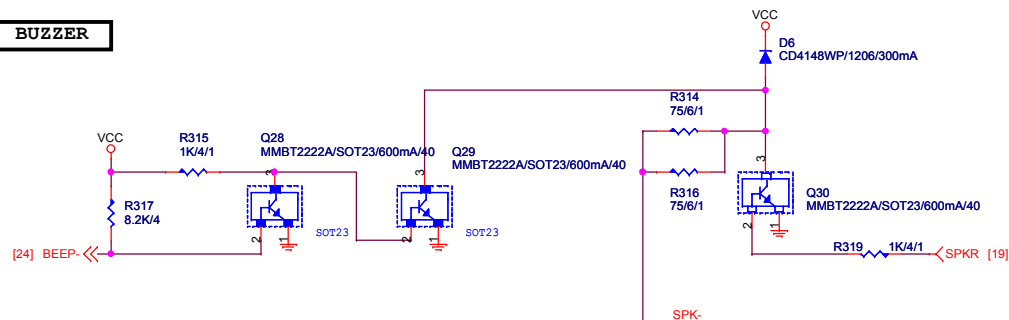 BUZZER
VCC
D6
CD4148WP/1206/300mA
R314
75/6/1
VCC
R315
1K/4/1
Q28
MMBT2222A/SOT23/600mA/40
Q29
MMBT2222A/SOT23/600mA/40
3
3
3
R317
8.2K/4
R316
75/6/1
Q30
MMBT2222A/SOT23/600mA/40
2
1
SOT23
2
1
SOT23
2
1
[24] BEEP-
R319
1K/4/1
SPKR [19]
SPK-